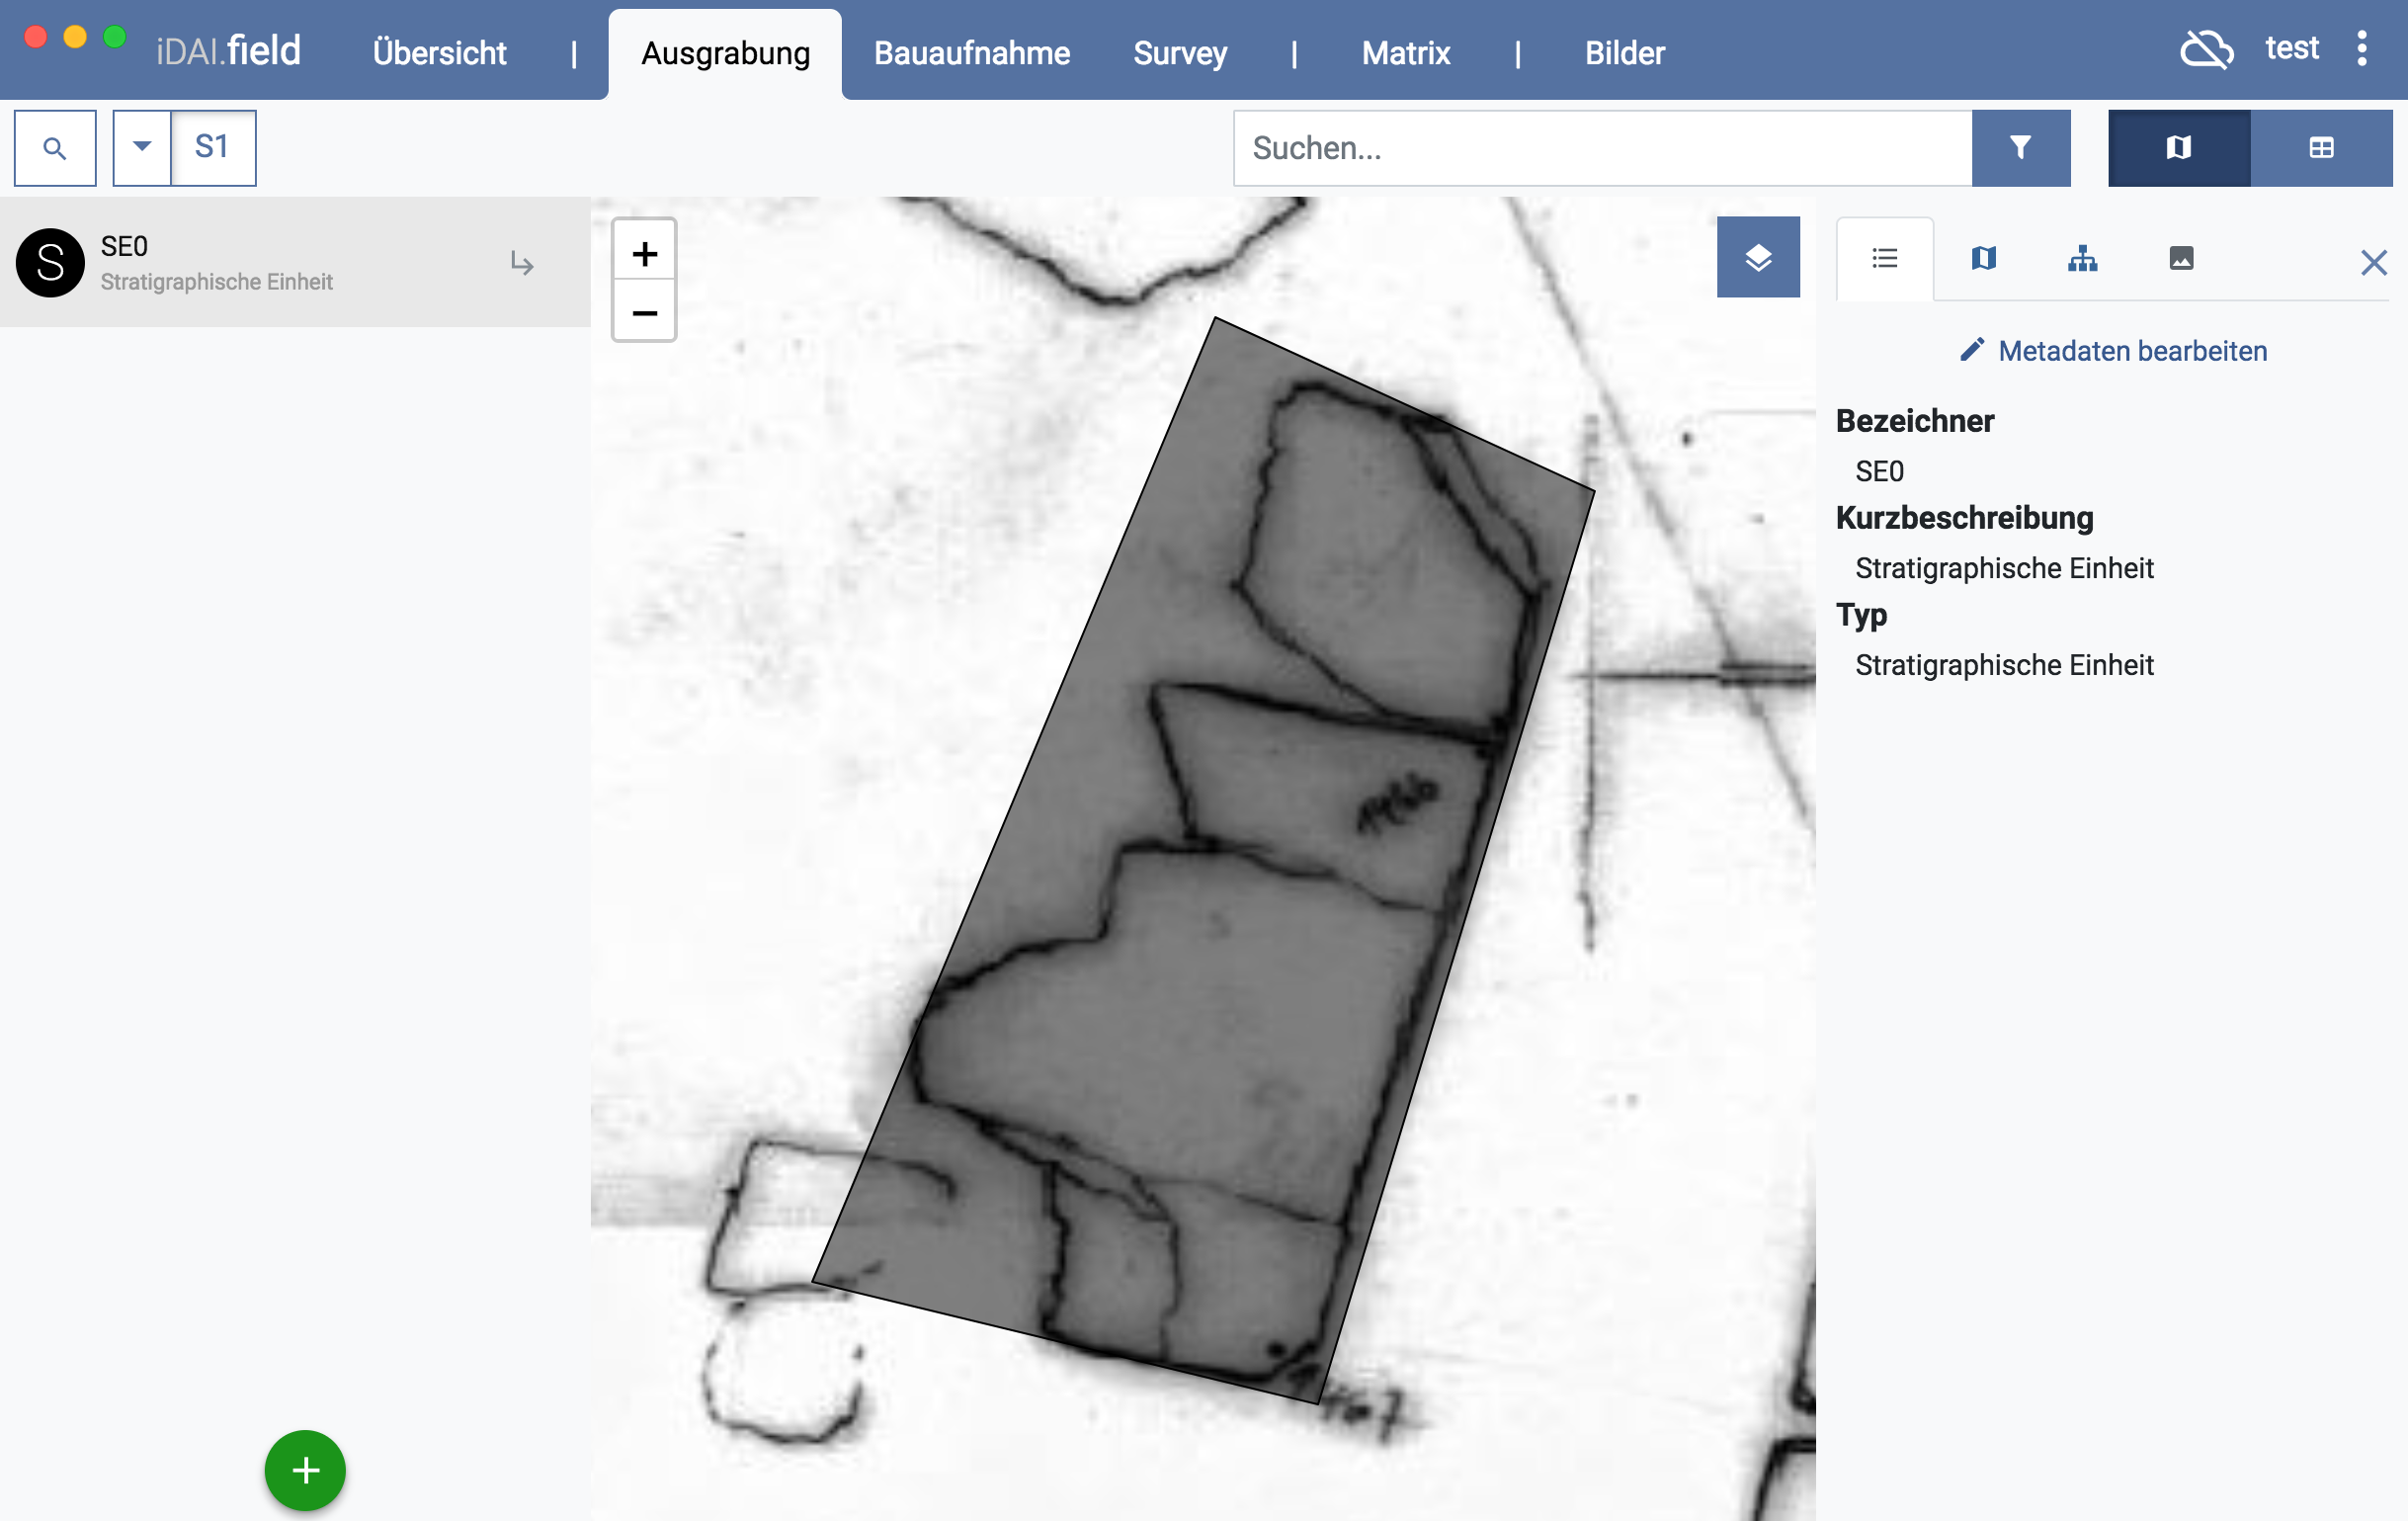 iDAI.field Übersicht | Ausgrabung Bauaufnahme Survey | Matrix | Bilder test
S1 Suchen...
S SE0
Stratigraphische Einheit
+
−
Metadaten bearbeiten
Bezeichner
SE0
Kurzbeschreibung
Stratigraphische Einheit
Typ
Stratigraphische Einheit
+